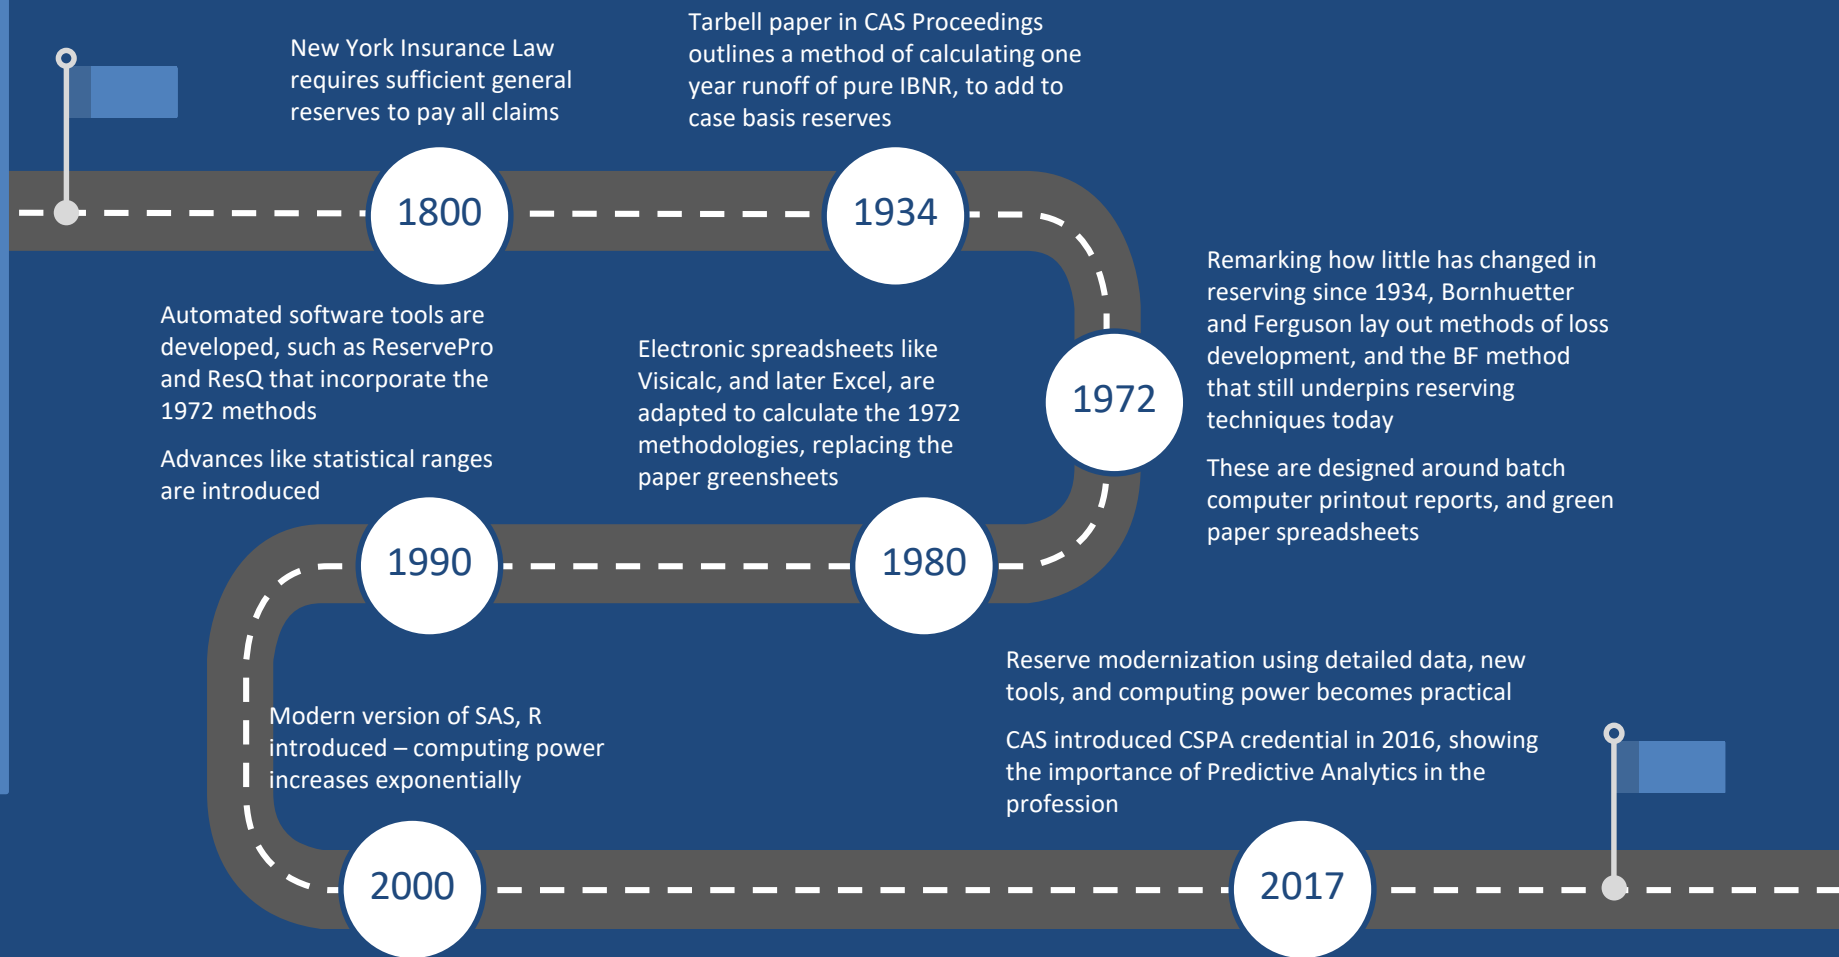 New York Insurance Law
requires sufficient general
reserves to pay all claims
1800
Tarbell paper in CAS Proceedings
outlines a method of calculating one
year runoff of pure IBNR, to add to
case basis reserves
1934
Remarking how little has changed in
reserving since 1934, Bornhuetter
and Ferguson lay out methods of loss
development, and the BF method
that still underpins reserving
techniques today
These are designed around batch
computer printout reports, and green
paper spreadsheets
1972
Electronic spreadsheets like
Visicalc, and later Excel, are
adapted to calculate the 1972
methodologies, replacing the
paper greensheets
1980
Automated software tools are
developed, such as ReservePro
and ResQ that incorporate the
1972 methods
Advances like statistical ranges
are introduced
1990
Modern version of SAS, R
introduced – computing power
increases exponentially
2000
Reserve modernization using detailed data, new
tools, and computing power becomes practical
CAS introduced CSPA credential in 2016, showing
the importance of Predictive Analytics in the
profession
2017